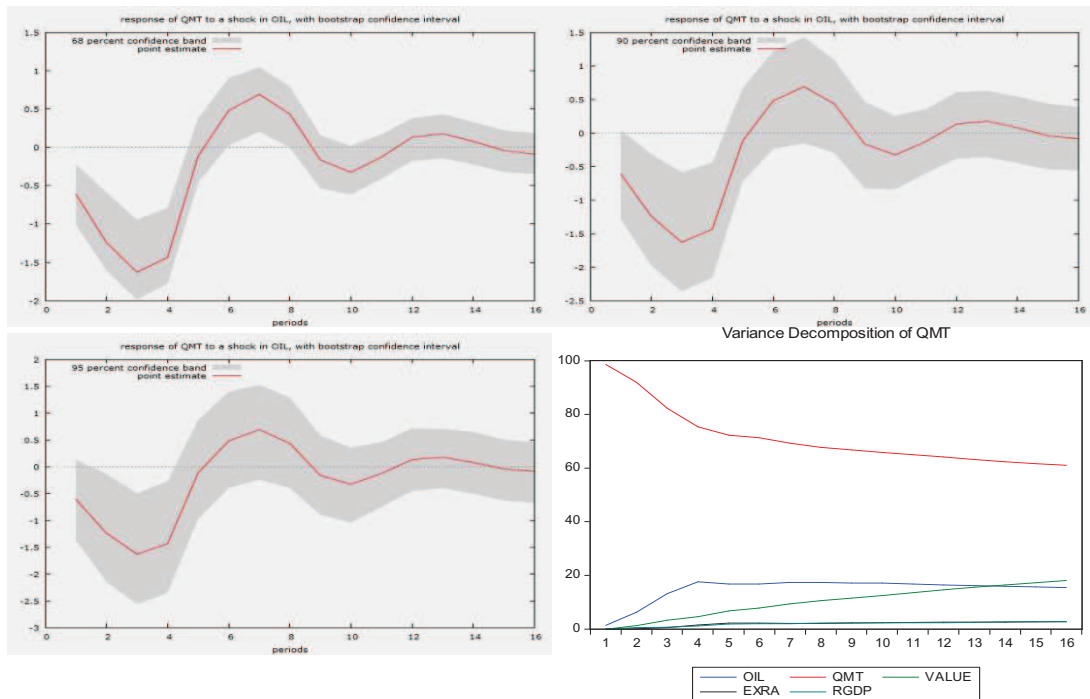 response of QMT to a shock in OIL, with bootstrap confidence interval
68 percent confidence band
point estimate
1.5
1
0.5
0
-0.5
-1
-1.5
-2
0 2 4 6 8 10 12 14 16
periods
response of QMT to a shock in OIL, with bootstrap confidence interval
90 percent confidence band
point estimate
1.5
1
0.5
0
-0.5
-1
-1.5
-2
-2.5
0 2 4 6 8 10 12 14 16
periods
response of QMT to a shock in OIL, with bootstrap confidence interval
95 percent confidence band
point estimate
2
1.5
1
0.5
0
-0.5
-1
-1.5
-2
-2.5
-3
0 2 4 6 8 10 12 14 16
periods
Variance Decomposition of QMT
100
80
60
40
20
0
1 2 3 4 5 6 7 8 9 10 11 12 13 14 15 16
OIL QMT VALUE
EXRA RGDP